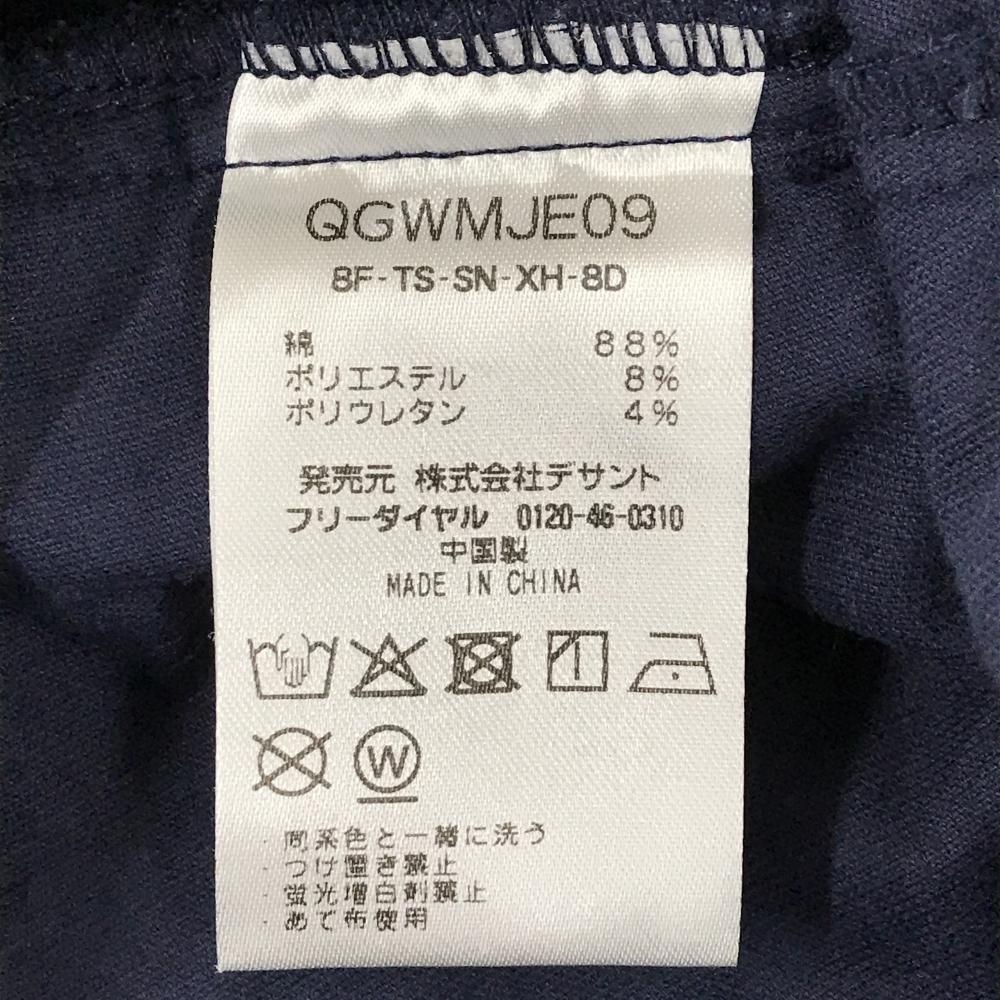 QGWMJE09
8F-TS-SN-XH-8D
綿 88%
ポリエステル 8%
ポリウレタン 4%
発売元 株式会社デサント
フリーダイヤル 0120-46-0310
中国製
MADE IN CHINA
W
・同系色と一緒に洗う
・つけ置き禁止
・蛍光増白剤禁止
・あて布使用